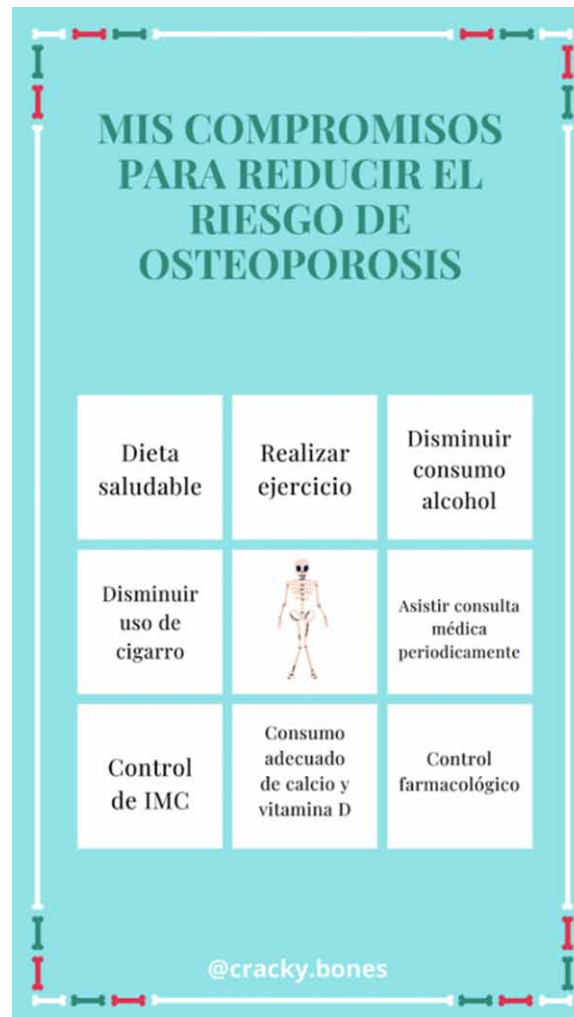 MIS COMPROMISOS
PARA REDUCIR EL
RIESGO DE
OSTEOPOROSIS
Dieta
saludable
Realizar
ejercicio
Disminuir
consumo
alcohol
Disminuir
uso de
cigarro
Asistir consulta
médica
periodicamente
Control
de IMC
Consumo
adecuado
de calcio y
vitamina D
Control
farmacológico
@cracky.bones